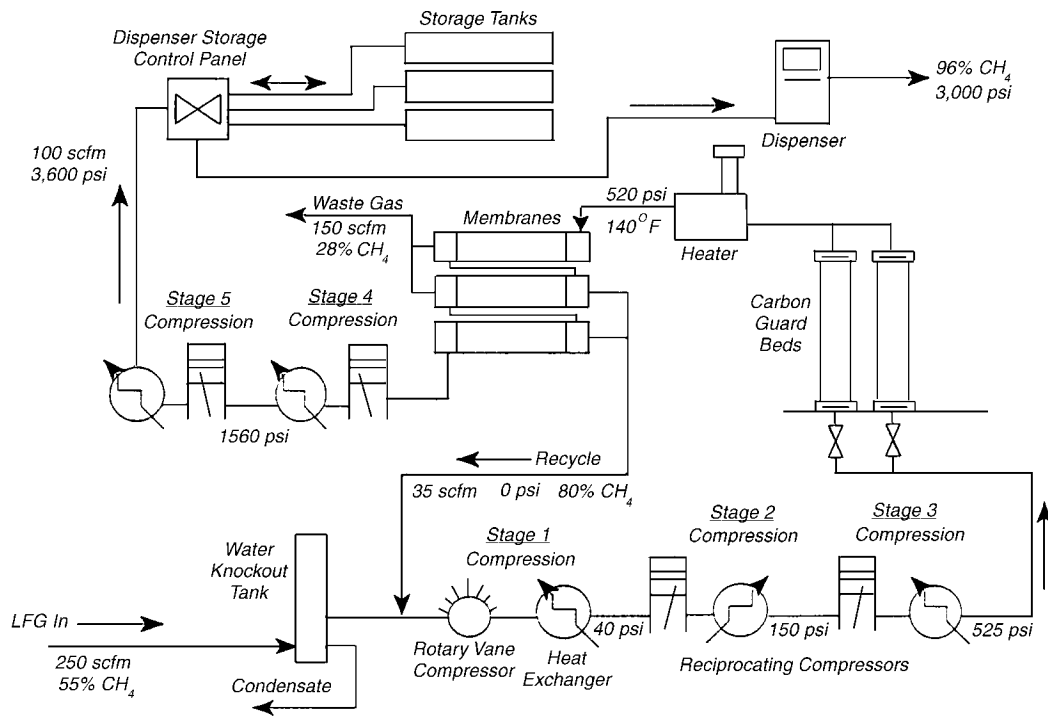 Storage Tanks
Dispenser Storage
Control Panel
96% CH4
3,000 psi
Dispenser
100 scfm
3,600 psi
Waste Gas
150 scfm
28% CH4
Membranes
520 psi
140°F
Heater
Stage 5
Compression
Stage 4
Compression
Carbon
Guard
Beds
1560 psi
Recycle
35 scfm 0 psi 80% CH4
Stage 1
Compression
Stage 2
Compression
Stage 3
Compression
Water
Knockout
Tank
LFG In
250 scfm
55% CH4
Condensate
Rotary Vane
Compressor
Heat
Exchanger
40 psi
150 psi
525 psi
Reciprocating Compressors